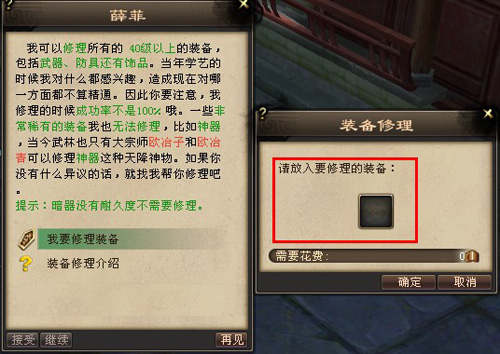 薛菲
我可以修理所有的 40级以上的装备，
包括武器、防具还有饰品。当年学艺的
时候我对什么都感兴趣，造成现在对哪
一方面都不算精通。因此你要注意，我
修理的时候成功率不是100% 哦。一些非
常稀有的装备我也无法修理，比如神器
，当今武林只有大宗师欧冶子和欧冶
青可以修理神器这种天降神物。如果你
没有什么异议的话，就找我帮你修理吧
。
提示：暗器没有耐久度不需要修理。
我要修理装备
装备修理介绍
接受 继续 再见
装备修理
请放入要修理的装备：
需要花费： 0
确定 取消